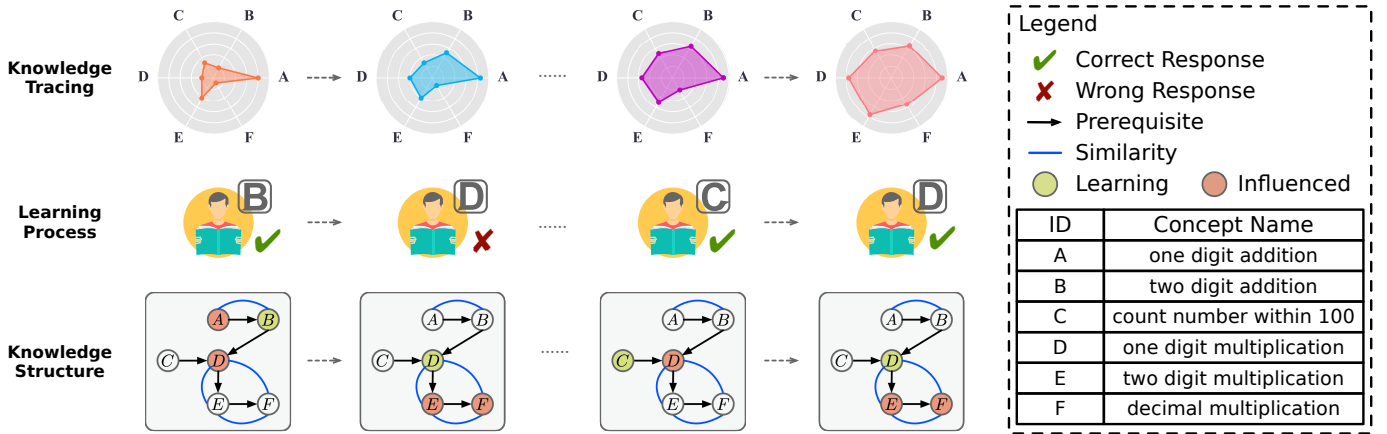 Knowledge
Tracing
C B
D A
E F
C B
D A
E F
......
C B
D A
E F
C B
D A
E F
Learning
Process
B
D
......
C
D
Knowledge
Structure
A B
C D
E F
A B
C D
E F
......
A B
C D
E F
A B
C D
E F
Legend
Correct Response
Wrong Response
Prerequisite
Similarity
Learning Influenced
ID Concept Name
A one digit addition
B two digit addition
C count number within 100
D one digit multiplication
E two digit multiplication
F decimal multiplication